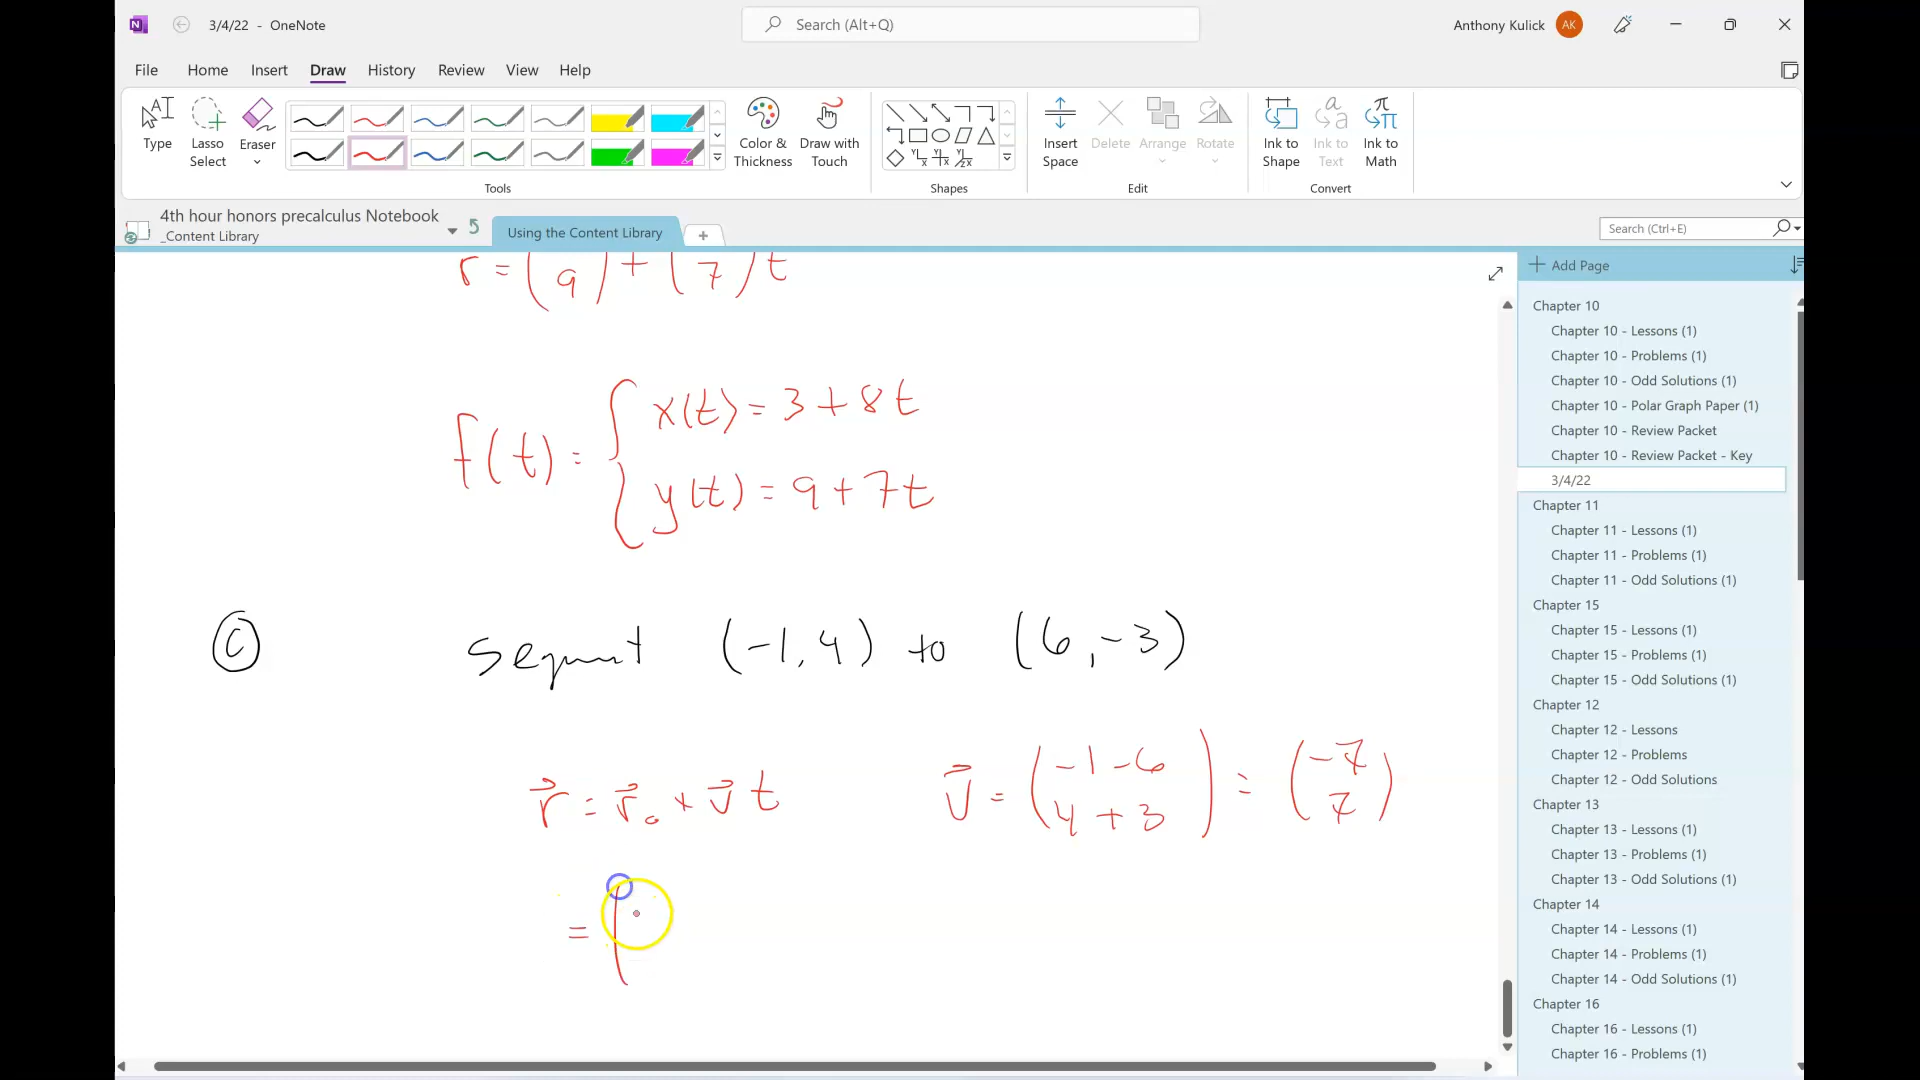 3/4/22 - OneNote
Search (Alt+Q)
Anthony Kulick AK
File Home Insert Draw History Review View Help
Type
Lasso Select
Eraser
Color & Thickness
Draw with Touch
Insert Space
Delete
Arrange
Rotate
Ink to Shape
Ink to Text
Ink to Math
Tools Shapes Edit Convert
4th hour honors precalculus Notebook
_Content Library
Using the Content Library
Search (Ctrl+E)
r = ( 9 ) + ( 7 ) t
f(t) = { x(t) = 3 + 8t
y(t) = 9 + 7t
(C) segment (-1, 4) to (6, -3)
r⃗ = r⃗₀ + v⃗ t
v⃗ = ( -1 - 6
4 + 3 ) = ( -7
7 )
= (
Add Page
Chapter 10
Chapter 10 - Lessons (1)
Chapter 10 - Problems (1)
Chapter 10 - Odd Solutions (1)
Chapter 10 - Polar Graph Paper (1)
Chapter 10 - Review Packet
Chapter 10 - Review Packet - Key
3/4/22
Chapter 11
Chapter 11 - Lessons (1)
Chapter 11 - Problems (1)
Chapter 11 - Odd Solutions (1)
Chapter 15
Chapter 15 - Lessons (1)
Chapter 15 - Problems (1)
Chapter 15 - Odd Solutions (1)
Chapter 12
Chapter 12 - Lessons
Chapter 12 - Problems
Chapter 12 - Odd Solutions
Chapter 13
Chapter 13 - Lessons (1)
Chapter 13 - Problems (1)
Chapter 13 - Odd Solutions (1)
Chapter 14
Chapter 14 - Lessons (1)
Chapter 14 - Problems (1)
Chapter 14 - Odd Solutions (1)
Chapter 16
Chapter 16 - Lessons (1)
Chapter 16 - Problems (1)